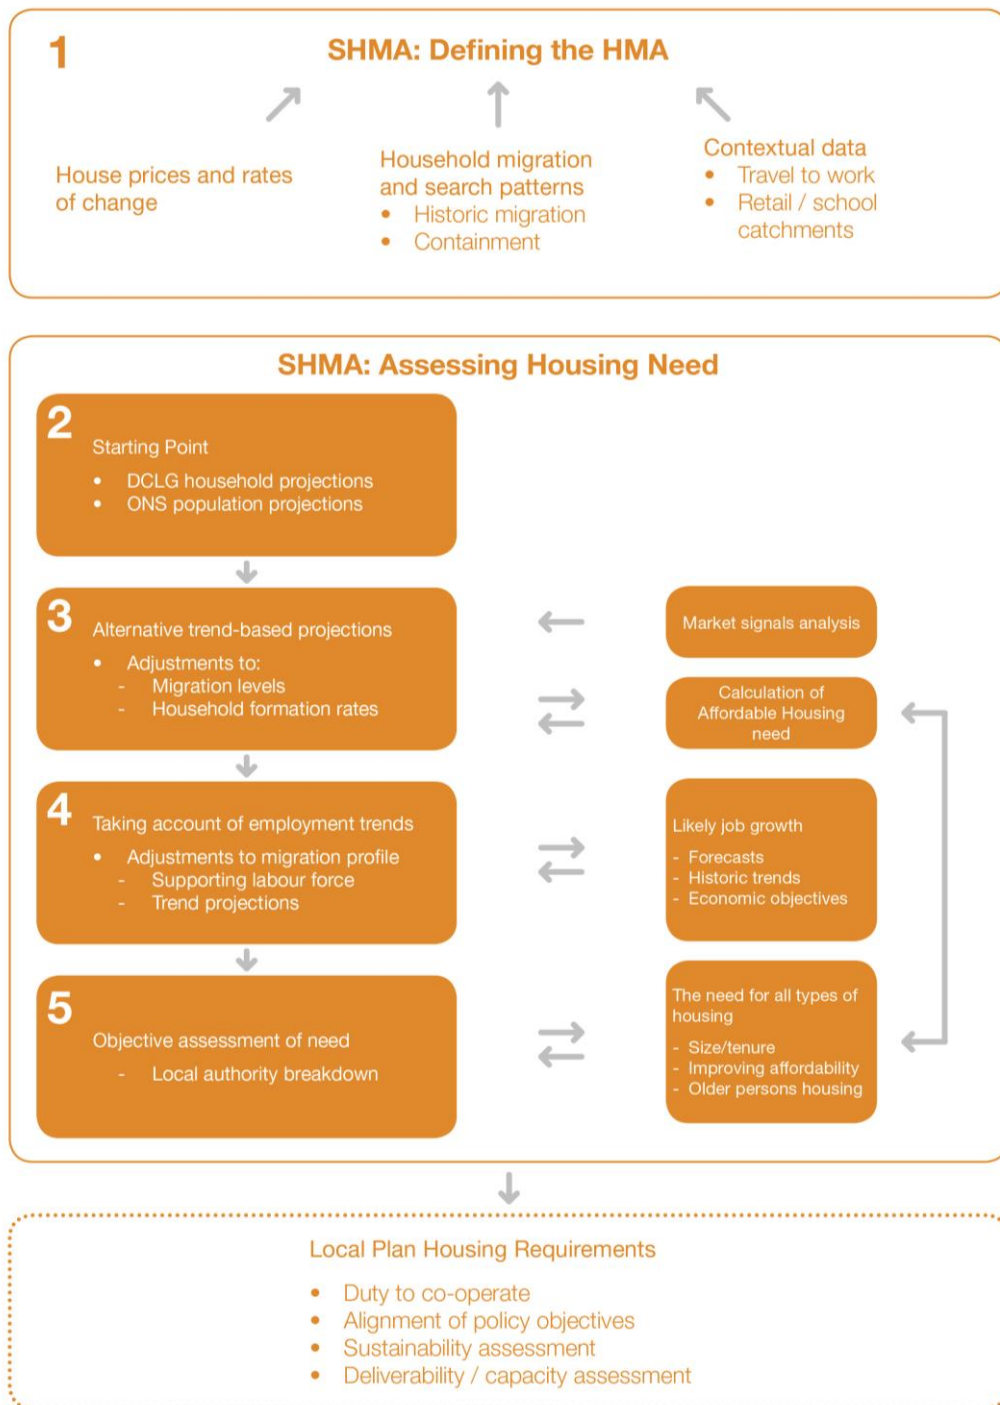 1
SHMA: Defining the HMA
House prices and rates
of change
Household migration
and search patterns
• Historic migration
• Containment
Contextual data
• Travel to work
• Retail / school
catchments
SHMA: Assessing Housing Need
2
Starting Point
• DCLG household projections
• ONS population projections
3
Alternative trend-based projections
• Adjustments to:
- Migration levels
- Household formation rates
Market signals analysis
Calculation of
Affordable Housing
need
4
Taking account of employment trends
• Adjustments to migration profile
- Supporting labour force
- Trend projections
Likely job growth
- Forecasts
- Historic trends
- Economic objectives
5
Objective assessment of need
- Local authority breakdown
The need for all types of
housing
- Size/tenure
- Improving affordability
- Older persons housing
Local Plan Housing Requirements
• Duty to co-operate
• Alignment of policy objectives
• Sustainability assessment
• Deliverability / capacity assessment